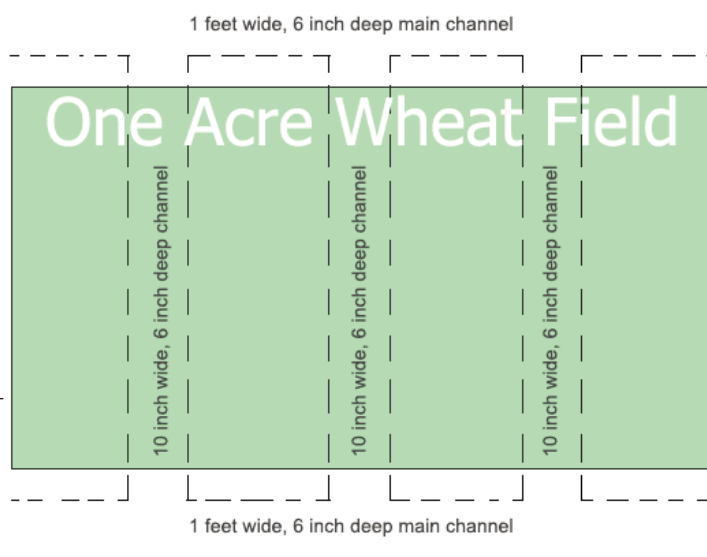 1 feet wide, 6 inch deep main channel
One Acre Wheat Field
10 inch wide, 6 inch deep channel
10 inch wide, 6 inch deep channel
10 inch wide, 6 inch deep channel
1 feet wide, 6 inch deep main channel